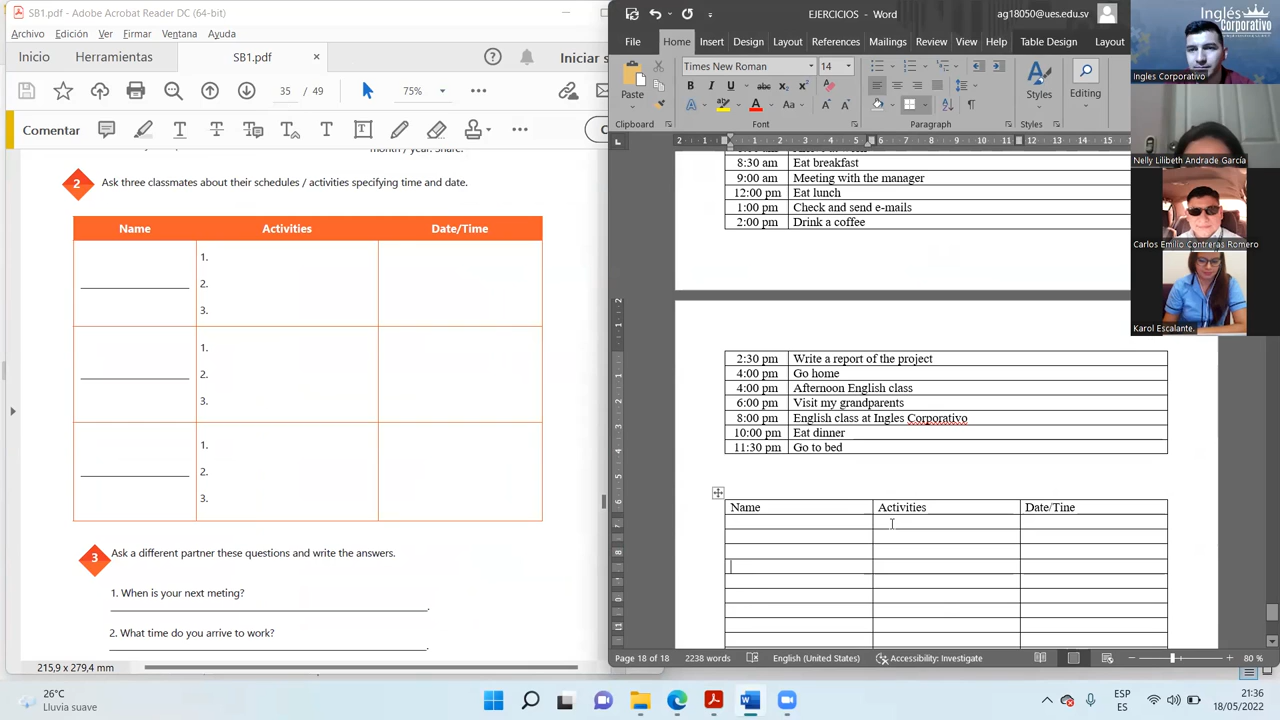 SB1.pdf - Adobe Acrobat Reader DC (64-bit)
Archivo Edición Ver Firmar Ventana Ayuda
Inicio Herramientas SB1.pdf × Iniciar s
35 / 49 75%
Comentar
month / year. Share.
2 Ask three classmates about their schedules / activities specifying time and date.
Name Activities Date/Time
1.
2.
3.
1.
2.
3.
1.
2.
3.
3 Ask a different partner these questions and write the answers.
1. When is your next meting?
2. What time do you arrive to work?
215,9 x 279,4 mm
EJERCICIOS - Word ag18050@ues.edu.sv
File Home Insert Design Layout References Mailings Review View Help Table Design Layout
Times New Roman 14
Paste Styles Editing
Clipboard Font Paragraph Styles
8:30 am Eat breakfast
9:00 am Meeting with the manager
12:00 pm Eat lunch
1:00 pm Check and send e-mails
2:00 pm Drink a coffee
2:30 pm Write a report of the project
4:00 pm Go home
4:00 pm Afternoon English class
6:00 pm Visit my grandparents
8:00 pm English class at Ingles Corporativo
10:00 pm Eat dinner
11:30 pm Go to bed
Name Activities Date/Tine
Page 18 of 18 2238 words English (United States) Accessibility: Investigate 80 %
Inglés
Corporativo
Ingles Corporativo
Nelly Lilibeth Andrade García
Carlos Emilio Contreras Romero
Karol Escalante.
26°C
Lluvia suave
ESP
ES
21:36
18/05/2022